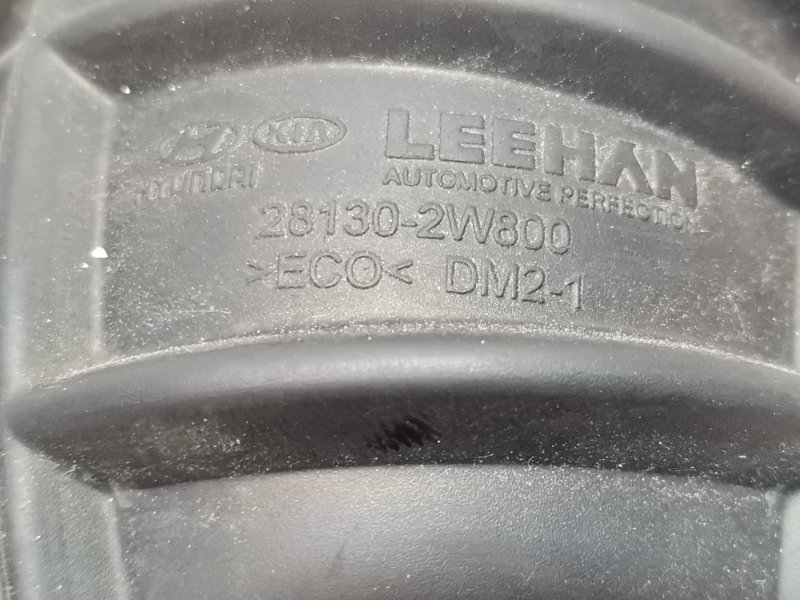 HYUNDAI KIA LEEHAN
AUTOMOTIVE PERFECTION
28130-2W800
>ECO< DM2-1